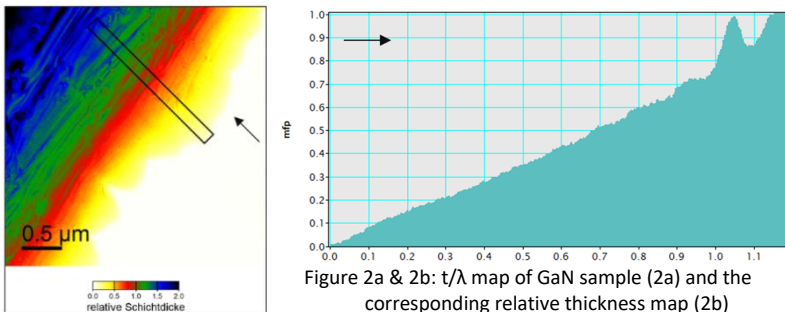 0.5 µm
0.0 0.5 1.0 1.5 2.0
relative Schichtdicke
1.0
0.9
0.8
0.7
0.6
0.5
0.4
0.3
0.2
0.1
0.0
mfp
0.0 0.1 0.2 0.3 0.4 0.5 0.6 0.7 0.8 0.9 1.0 1.1
Figure 2a & 2b: t/λ map of GaN sample (2a) and the
corresponding relative thickness map (2b)